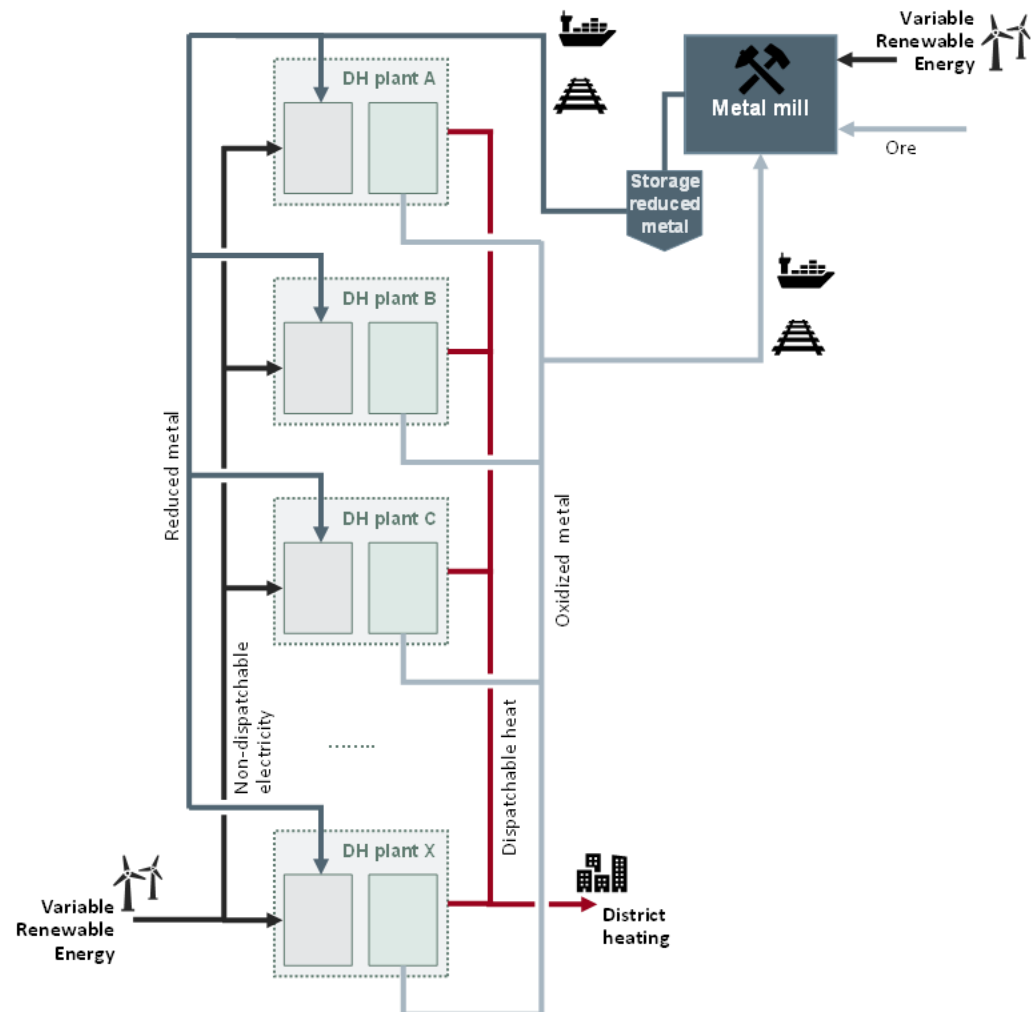 DH plant A
Variable
Renewable
Energy
Metal mill
Ore
Storage
reduced
metal
DH plant B
Reduced metal
DH plant C
Oxidized metal
Non-dispatchable
electricity
Dispatchable heat
........
DH plant X
Variable
Renewable
Energy
District
heating